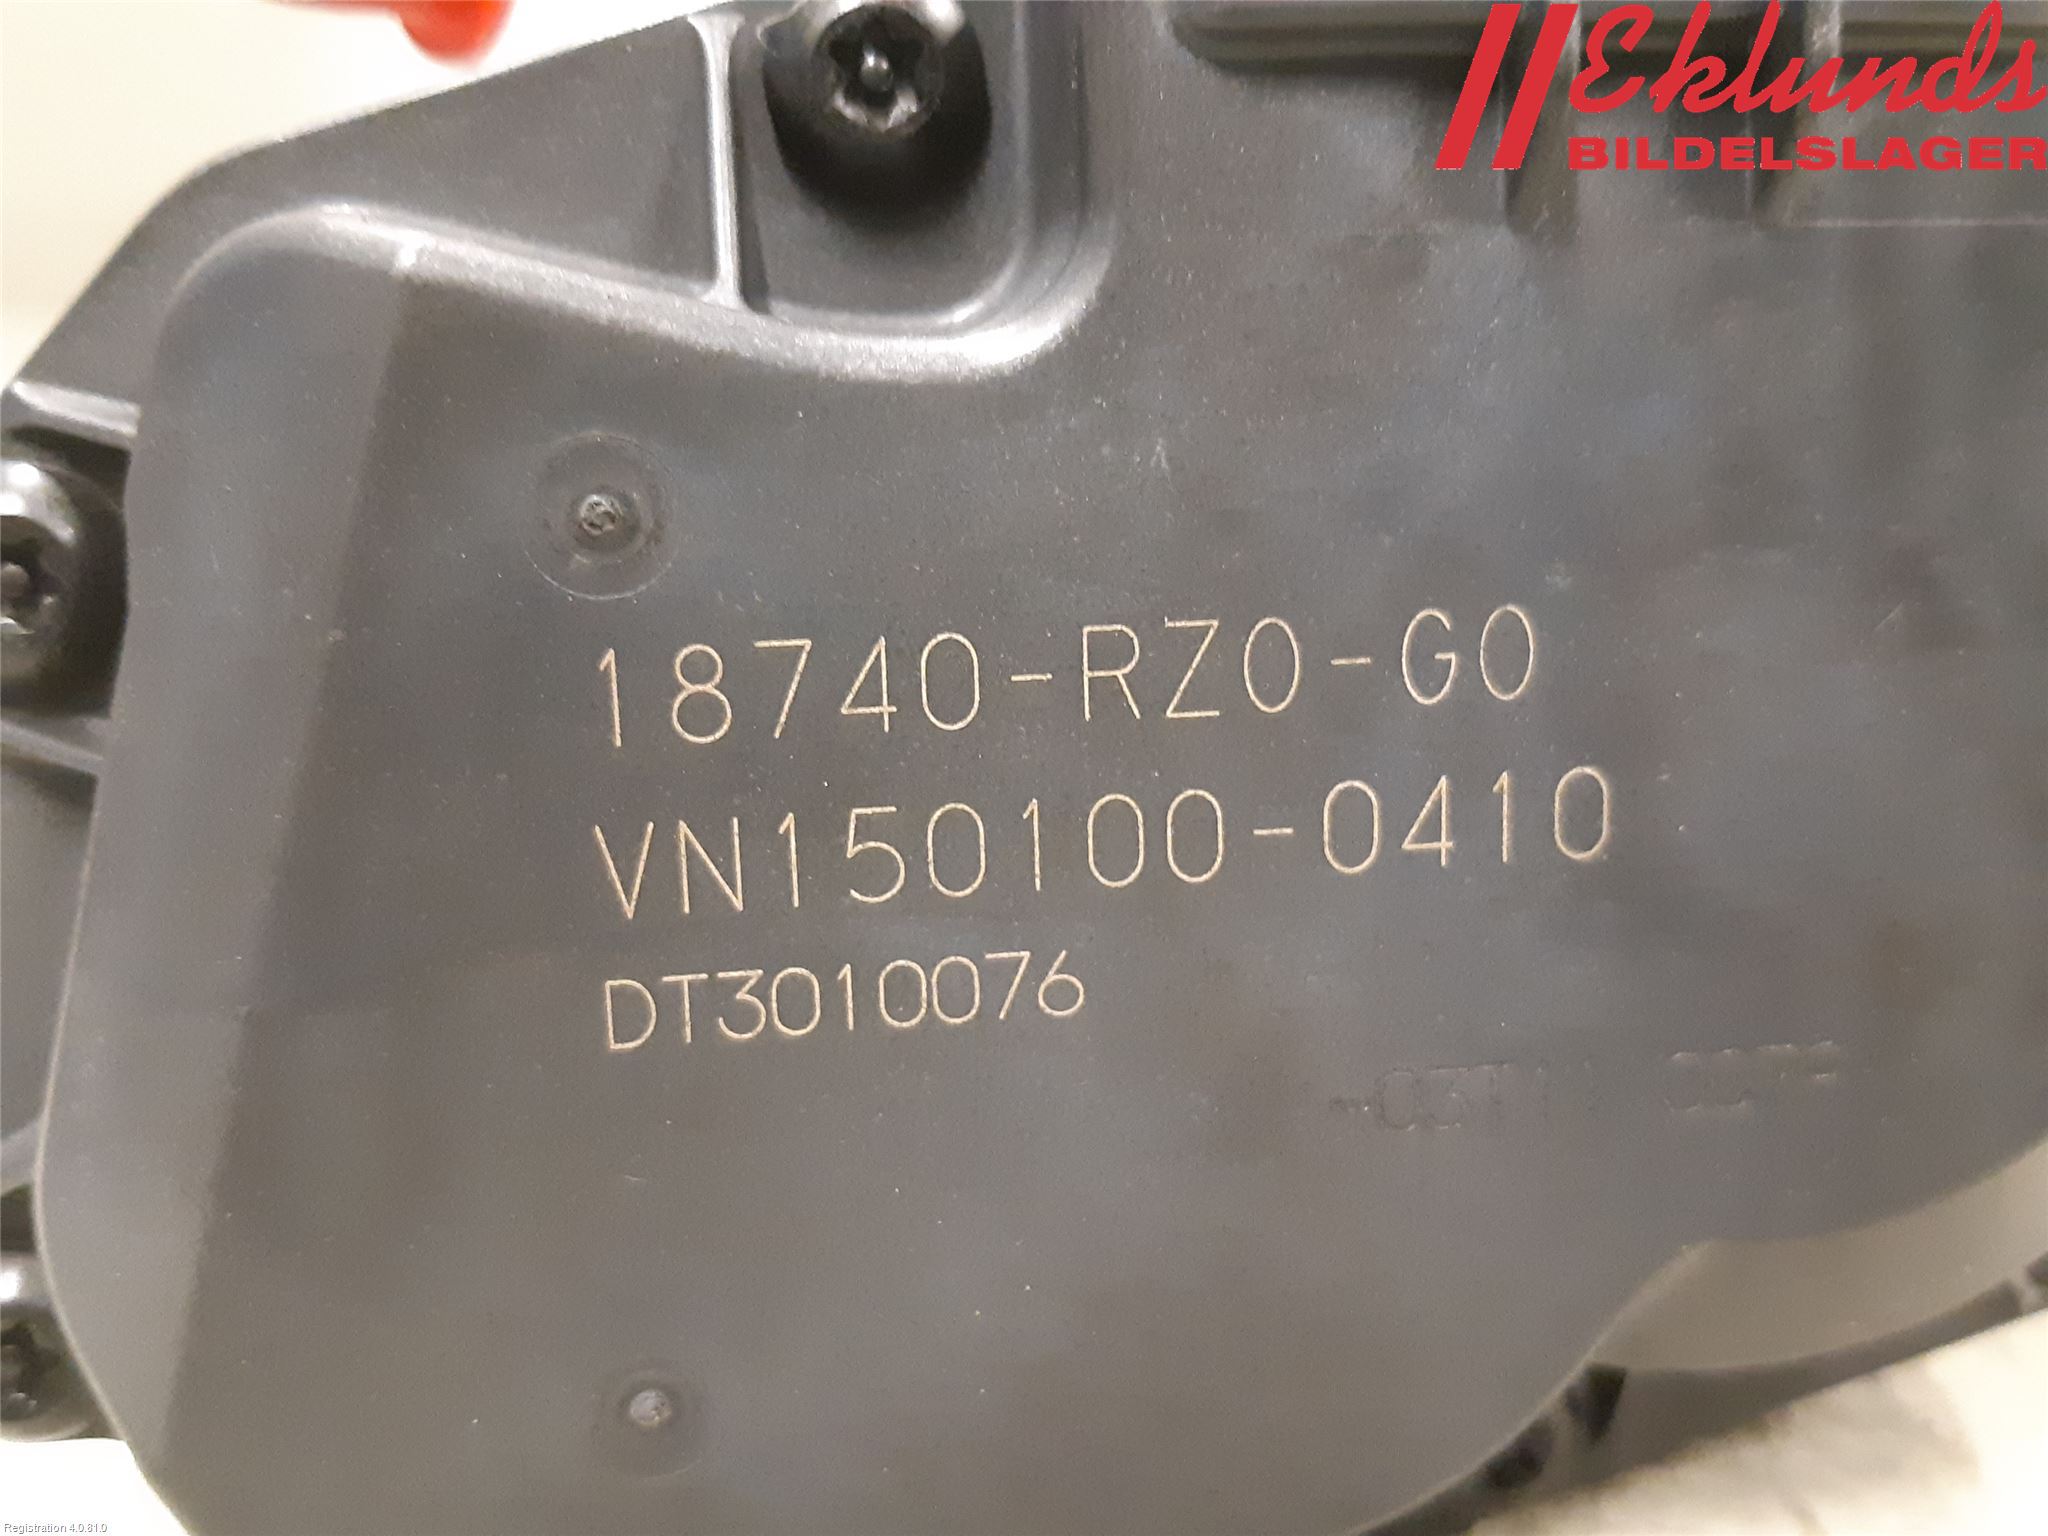 Eklunds
BILDELSLAGER
18740-RZ0-G0
VN150100-0410
DT3010076
Registration 4.0.81.0